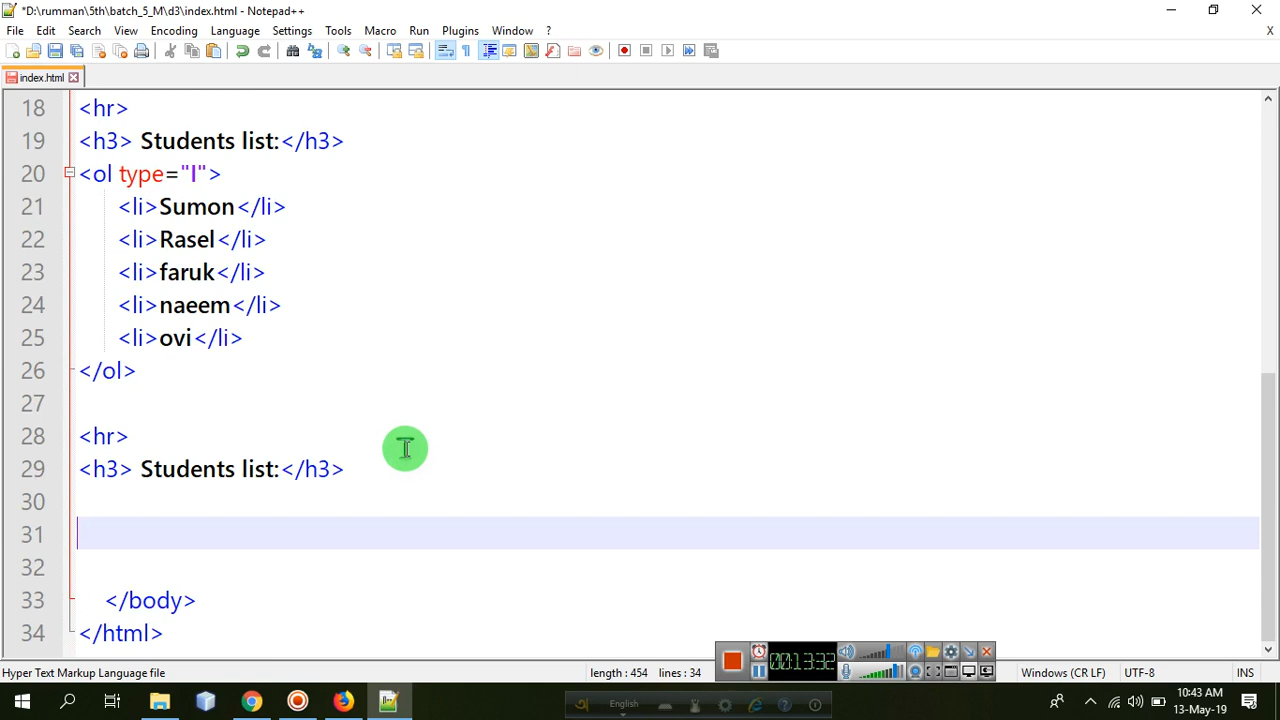 *D:\rumman\5th\batch_5_M\d3\index.html - Notepad++
File Edit Search View Encoding Language Settings Tools Macro Run Plugins Window ? X
index.html
18 <hr>
19 <h3> Students list:</h3>
20 <ol type="I">
21 <li>Sumon</li>
22 <li>Rasel</li>
23 <li>faruk</li>
24 <li>naeem</li>
25 <li>ovi</li>
26 </ol>
27
28 <hr>
29 <h3> Students list:</h3>
30
31
32
33 </body>
34 </html>
00:13:32
Hyper Text Markup Language file length : 454 lines : 34 Windows (CR LF) UTF-8 INS
English
10:43 AM
13-May-19